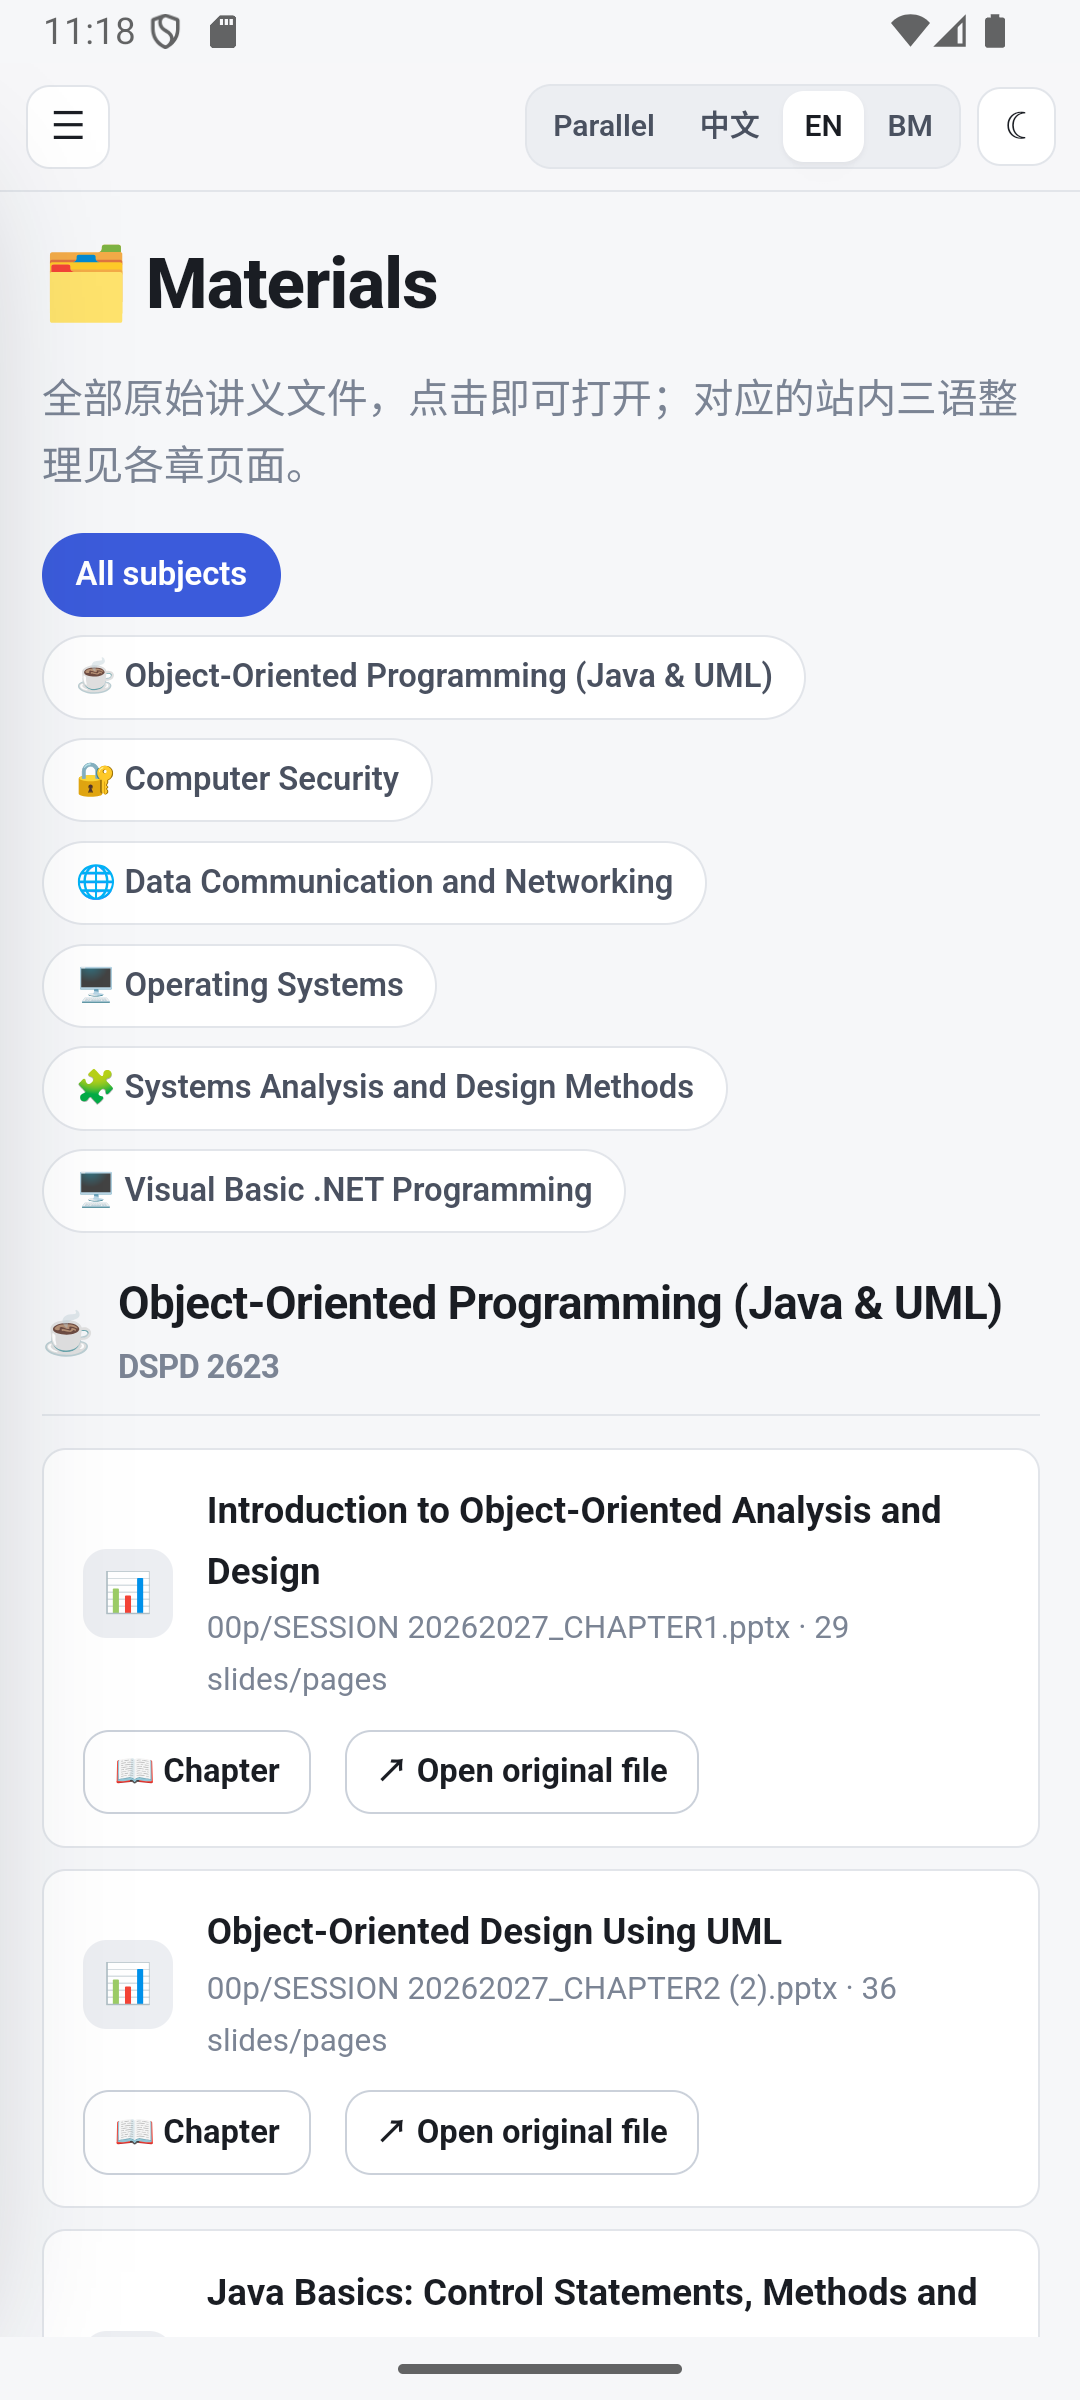 11:18
Parallel 中文 EN BM
Materials
全部原始讲义文件，点击即可打开；对应的站内三语整
理见各章页面。
All subjects
Object-Oriented Programming (Java & UML)
Computer Security
Data Communication and Networking
Operating Systems
Systems Analysis and Design Methods
Visual Basic .NET Programming
Object-Oriented Programming (Java & UML)
DSPD 2623
Introduction to Object-Oriented Analysis and
Design
00p/SESSION 20262027_CHAPTER1.pptx · 29
slides/pages
Chapter
↗ Open original file
Object-Oriented Design Using UML
00p/SESSION 20262027_CHAPTER2 (2).pptx · 36
slides/pages
Chapter
↗ Open original file
Java Basics: Control Statements, Methods and